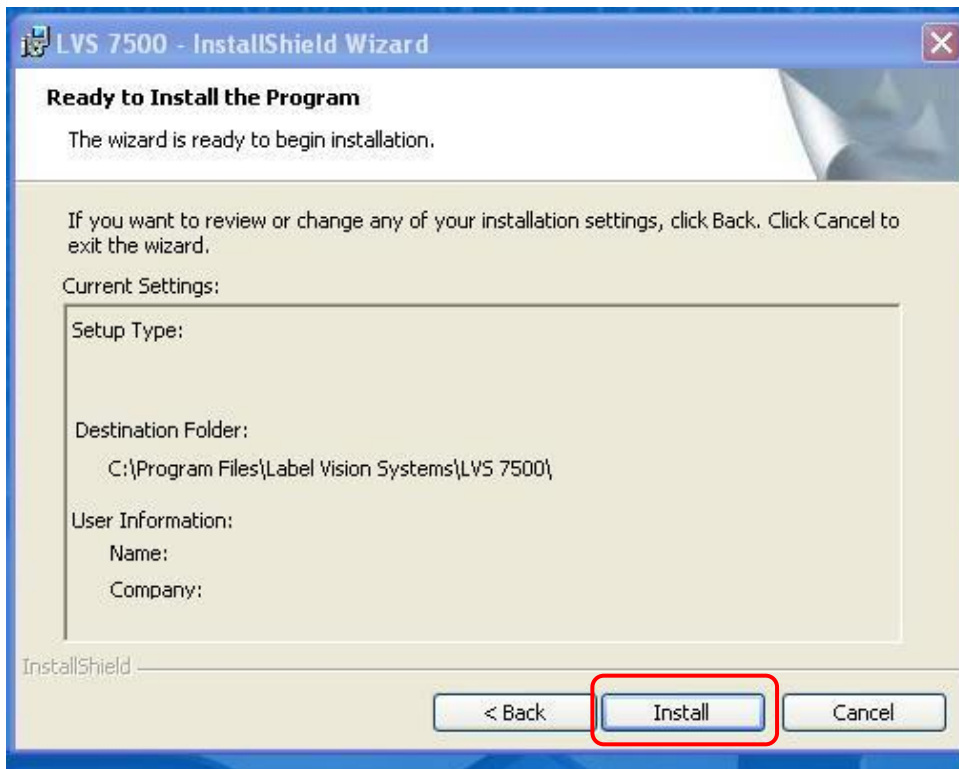 LVS 7500 - InstallShield Wizard
Ready to Install the Program
The wizard is ready to begin installation.
If you want to review or change any of your installation settings, click Back. Click Cancel to
exit the wizard.
Current Settings:
Setup Type:
Destination Folder:
C:\Program Files\Label Vision Systems\LVS 7500\
User Information:
Name:
Company:
InstallShield
< Back
Install
Cancel